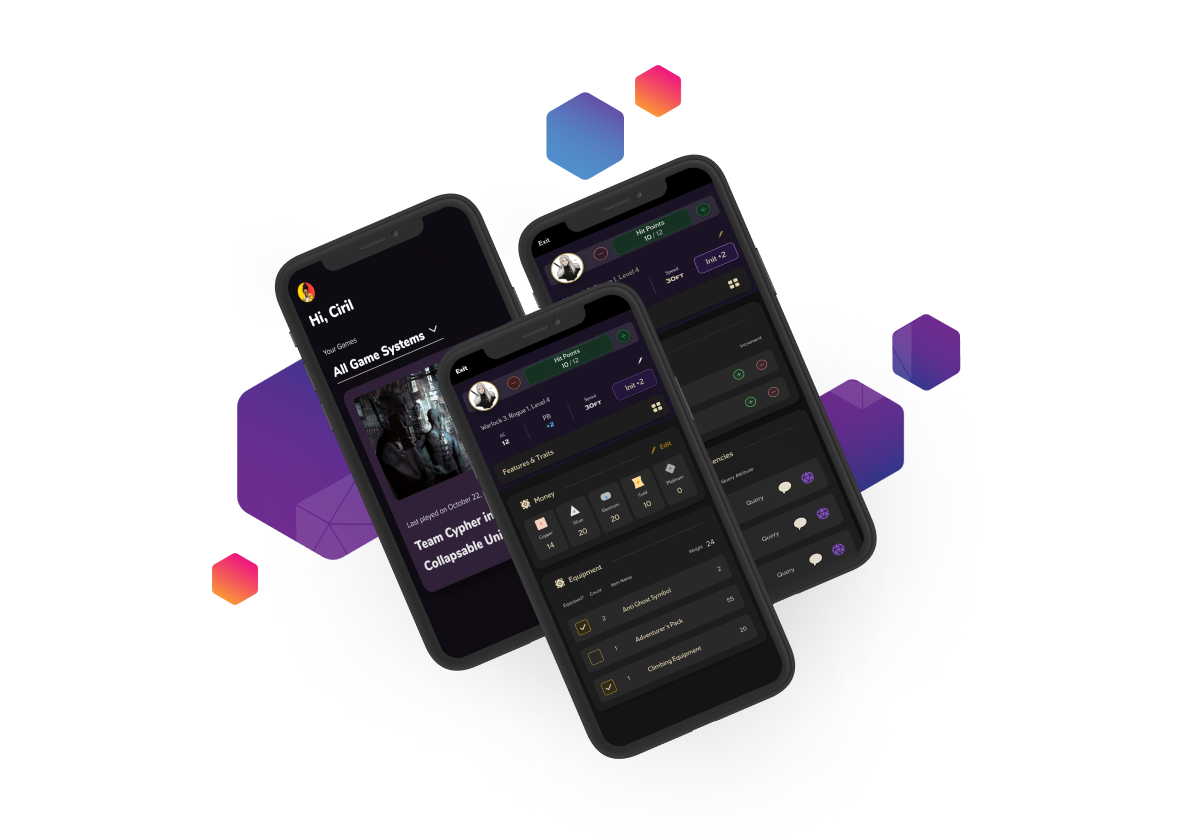 Hi, Ciril
Your Games
All Game Systems
Last played on October 22,
Team Cypher in
Collapsable Uni
Exit
Hit Points
10 / 12
Init +2
Warlock 3, Rogue 1, Level 4
AC
12
PB
+2
Speed
30FT
Features & Traits
Money
Edit
Copper
14
Silver
20
Electrum
20
Gold
10
Platinum
0
Equipment
Weight 24
Equipped? Count Item Name
2 Anti Ghost Symbol 2
1 Adventurer's Pack 55
1 Climbing Equipment 20
Exit
Hit Points
10 / 12
Init +2
1, Level 4
Speed
30FT
Increment
encies
Query Attribute
Query
Query
Query